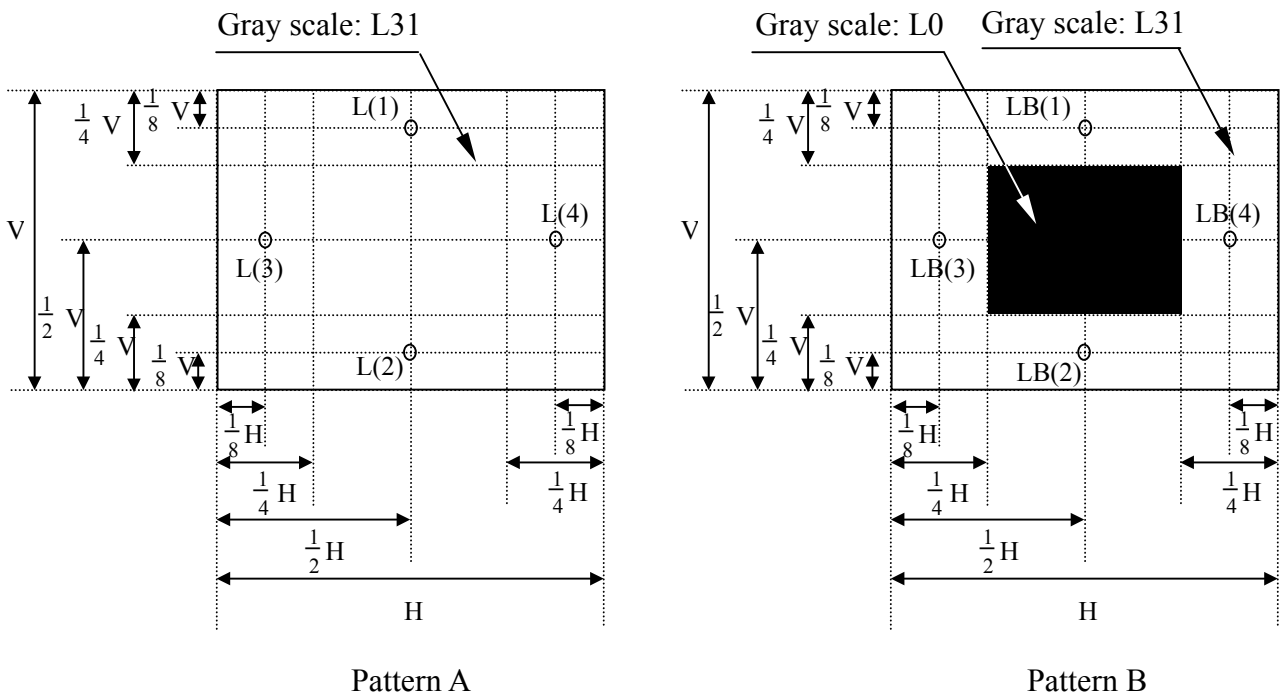 Gray scale: L31
1/4 V
1/8 V
L(1)
V
L(4)
L(3)
1/2 V
1/4 V
1/8 V
L(2)
1/8 H
1/8 H
1/4 H
1/4 H
1/2 H
H
Pattern A
Gray scale: L0
Gray scale: L31
1/4 V
1/8 V
LB(1)
V
LB(4)
LB(3)
1/2 V
1/4 V
1/8 V
LB(2)
1/8 H
1/8 H
1/4 H
1/4 H
1/2 H
H
Pattern B